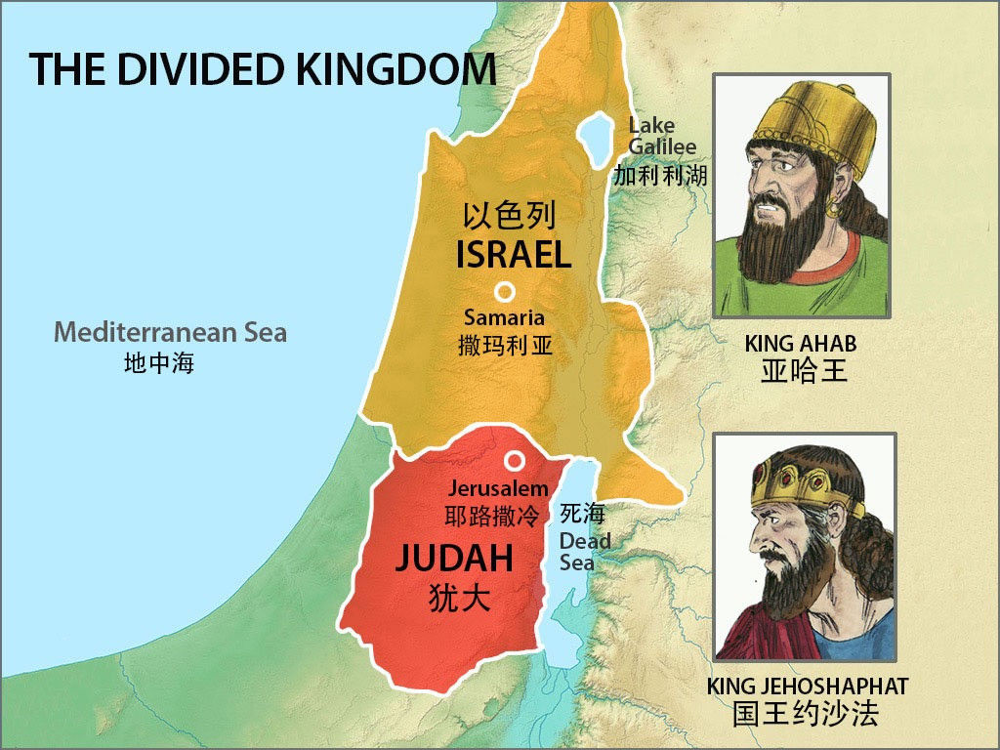 THE DIVIDED KINGDOM
Lake
Galilee
加利利湖
以色列
ISRAEL
Samaria
撒玛利亚
Mediterranean Sea
地中海
KING AHAB
亚哈王
Jerusalem
耶路撒冷
死海
Dead
Sea
JUDAH
犹大
KING JEHOSHAPHAT
国王约沙法